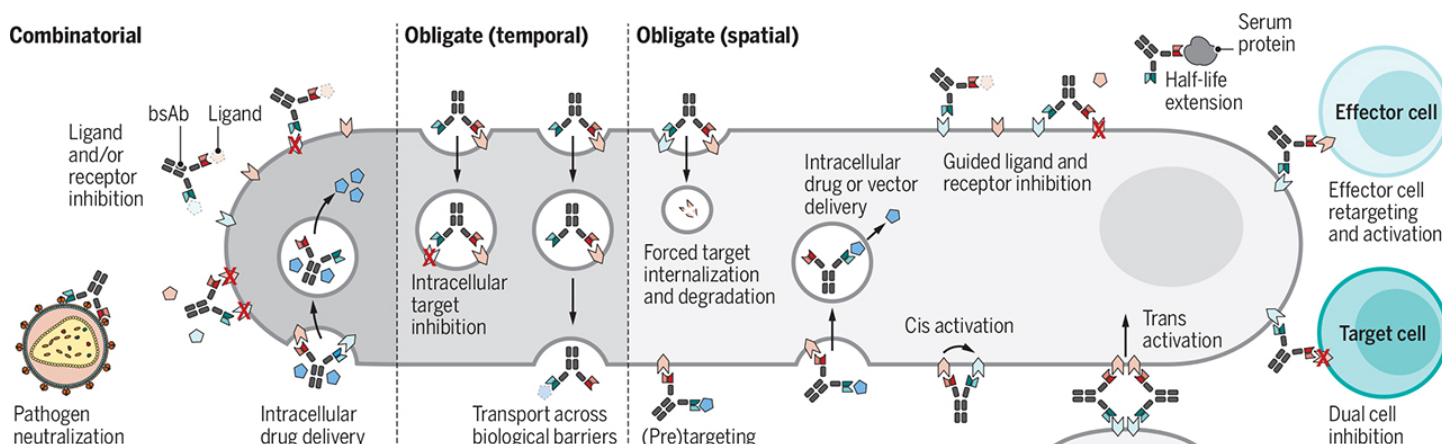 Combinatorial
Obligate (temporal)
Obligate (spatial)
bsAb
Ligand
Ligand
and/or
receptor
inhibition
Pathogen
neutralization
Intracellular
drug delivery
Intracellular
target
inhibition
Transport across
biological barriers
Forced target
internalization
and degradation
(Pre)targeting
Intracellular
drug or vector
delivery
Guided ligand and
receptor inhibition
Cis activation
Trans
activation
Serum
protein
Half-life
extension
Effector cell
Effector cell
retargeting
and activation
Target cell
Dual cell
inhibition